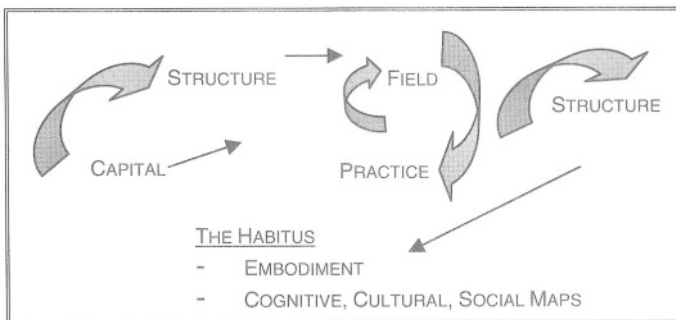 STRUCTURE
FIELD
STRUCTURE
CAPITAL
PRACTICE
THE HABITUS
- EMBODIMENT
- COGNITIVE, CULTURAL, SOCIAL MAPS